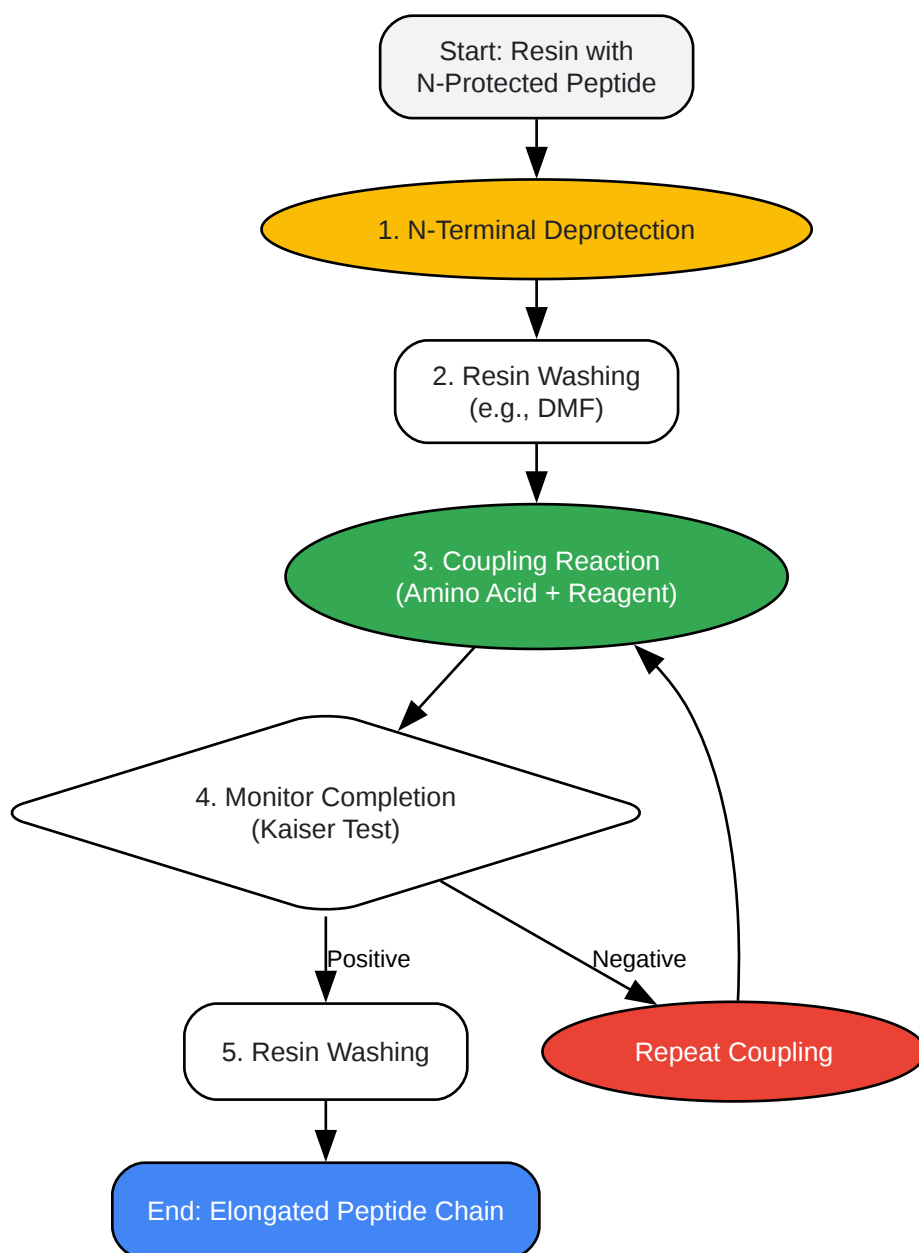 Start: Resin with
N-Protected Peptide
1. N-Terminal Deprotection
2. Resin Washing
(e.g., DMF)
3. Coupling Reaction
(Amino Acid + Reagent)
4. Monitor Completion
(Kaiser Test)
Positive
Negative
5. Resin Washing
Repeat Coupling
End: Elongated Peptide Chain